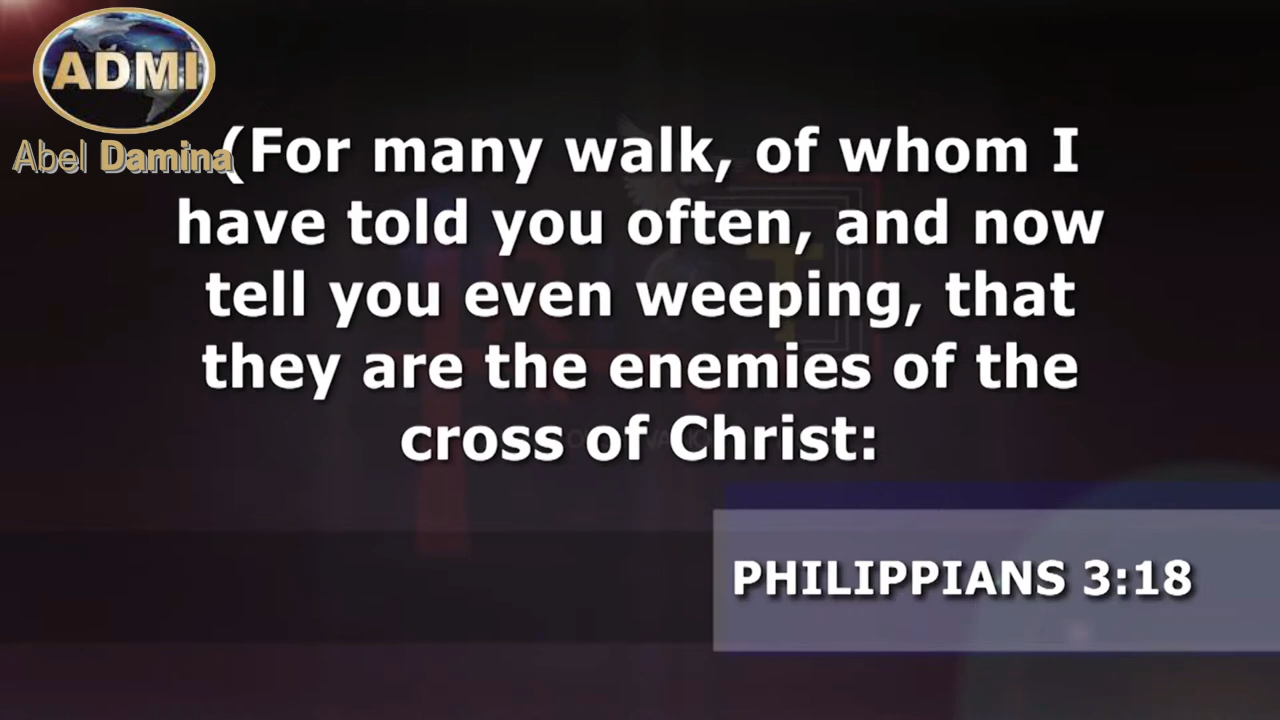 ADMI
Abel Damina
(For many walk, of whom I
have told you often, and now
tell you even weeping, that
they are the enemies of the
cross of Christ:
PHILIPPIANS 3:18